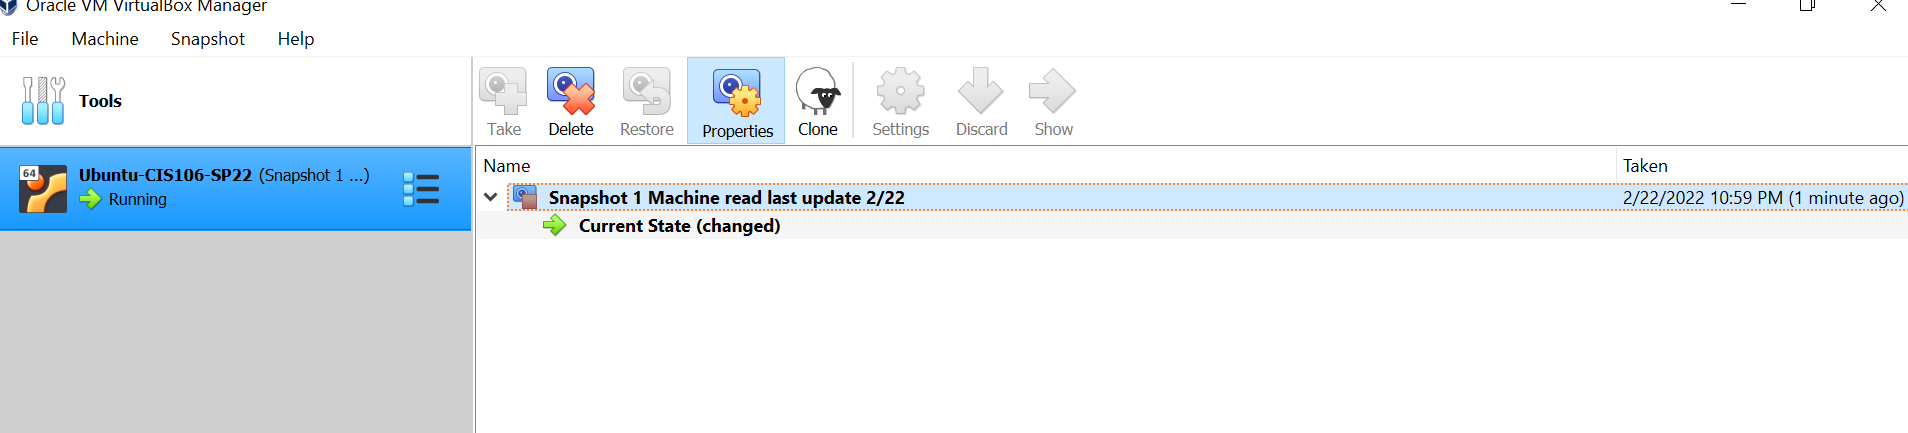 Oracle VM VirtualBox Manager
File Machine Snapshot Help
Tools
Take Delete Restore Properties Clone Settings Discard Show
64
Ubuntu-CIS106-SP22 (Snapshot 1 ...)
Running
Name Taken
Snapshot 1 Machine read last update 2/22 2/22/2022 10:59 PM (1 minute ago)
Current State (changed)